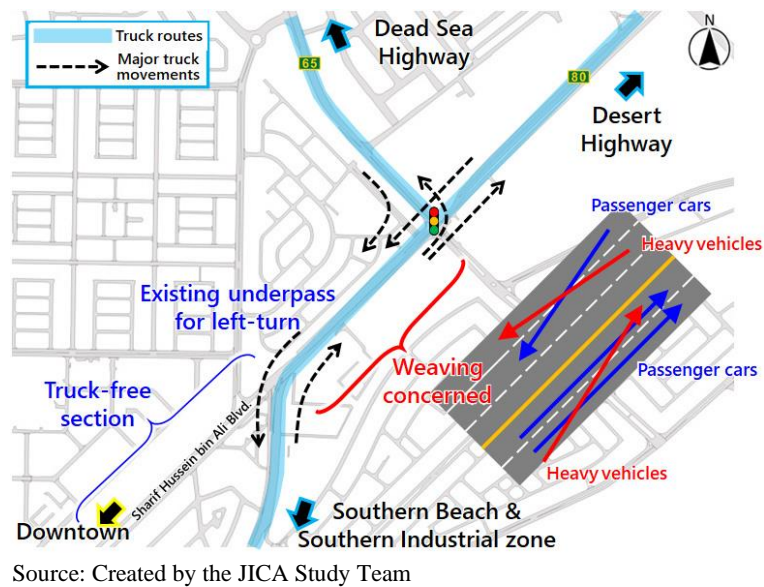 Truck routes
Major truck
movements
Dead Sea
Highway
N
65
80
Desert
Highway
Passenger cars
Heavy vehicles
Existing underpass
for left-turn
Weaving
concerned
Passenger cars
Truck-free
section
Heavy vehicles
Sharif Hussein bin Ali Blvd.
Downtown
Southern Beach &
Southern Industrial zone
Source: Created by the JICA Study Team